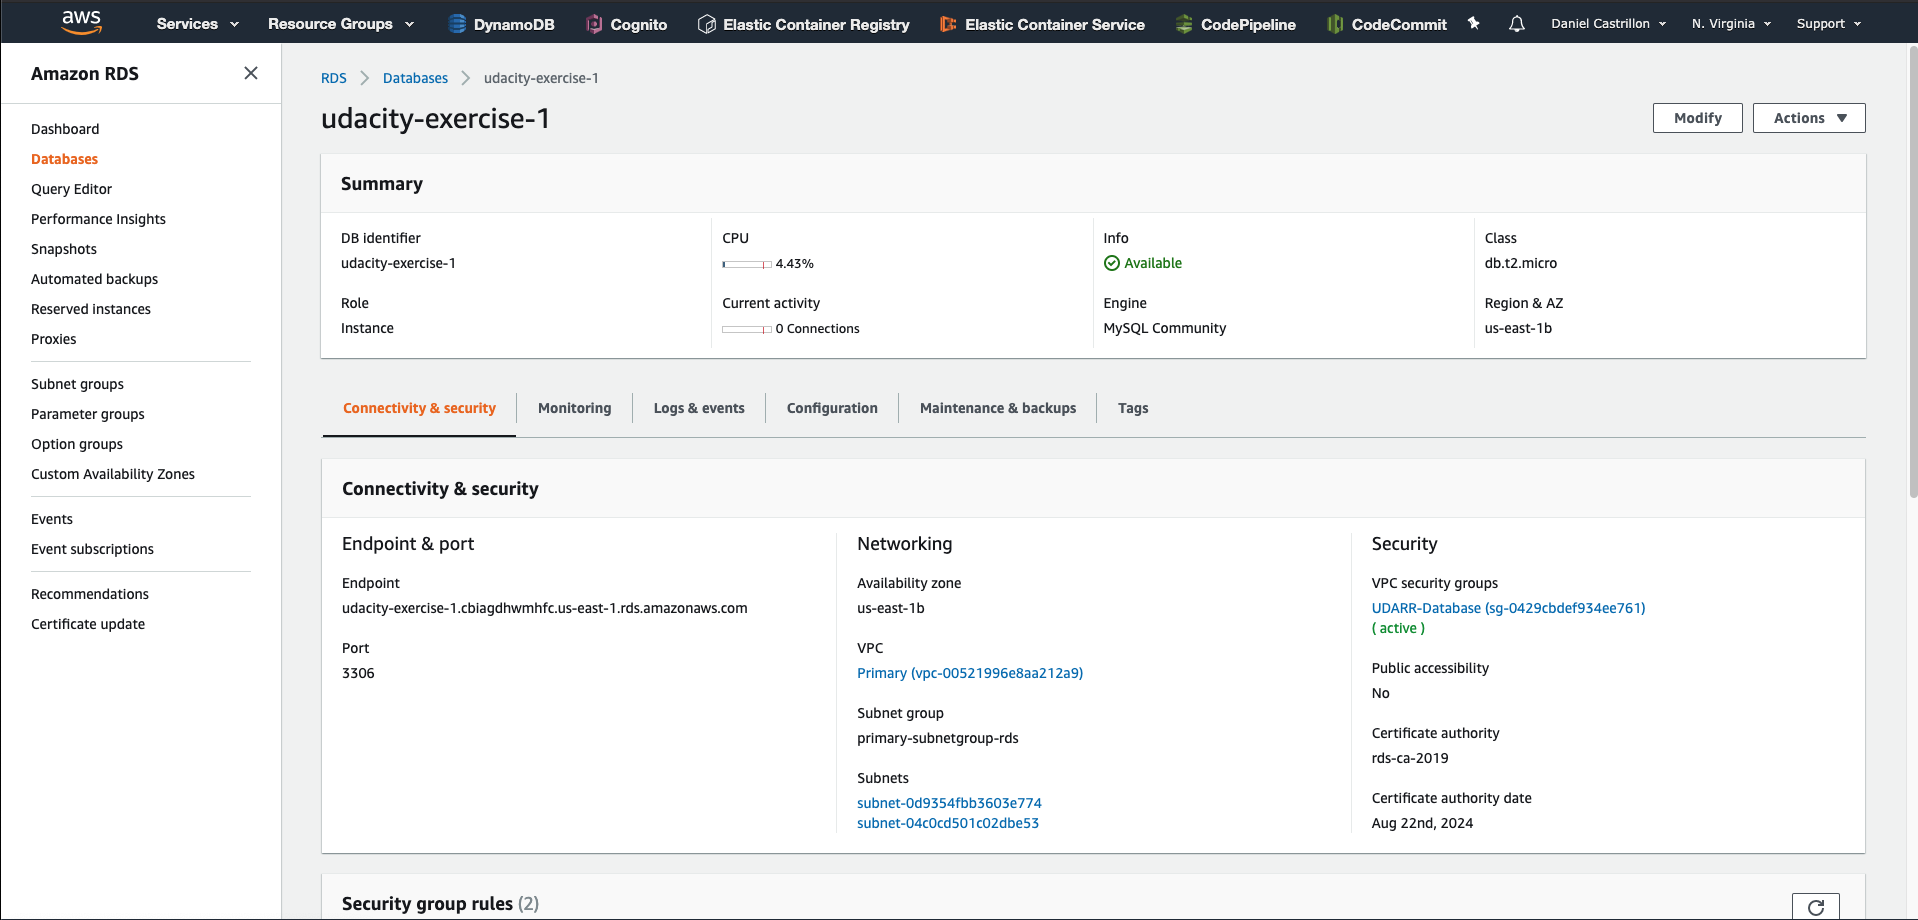 aws Services Resource Groups DynamoDB Cognito Elastic Container Registry Elastic Container Service CodePipeline CodeCommit Daniel Castrillon N. Virginia Support
Amazon RDS
Dashboard
Databases
Query Editor
Performance Insights
Snapshots
Automated backups
Reserved instances
Proxies
Subnet groups
Parameter groups
Option groups
Custom Availability Zones
Events
Event subscriptions
Recommendations
Certificate update
RDS > Databases > udacity-exercise-1
udacity-exercise-1
Modify
Actions
Summary
DB identifier
udacity-exercise-1
Role
Instance
CPU
4.43%
Current activity
0 Connections
Info
Available
Engine
MySQL Community
Class
db.t2.micro
Region & AZ
us-east-1b
Connectivity & security Monitoring Logs & events Configuration Maintenance & backups Tags
Connectivity & security
Endpoint & port
Endpoint
udacity-exercise-1.cbiagdhwmhfc.us-east-1.rds.amazonaws.com
Port
3306
Networking
Availability zone
us-east-1b
VPC
Primary (vpc-00521996e8aa212a9)
Subnet group
primary-subnetgroup-rds
Subnets
subnet-0d9354fbb3603e774
subnet-04c0cd501c02dbe53
Security
VPC security groups
UDARR-Database (sg-0429cbdef934ee761)
( active )
Public accessibility
No
Certificate authority
rds-ca-2019
Certificate authority date
Aug 22nd, 2024
Security group rules (2)